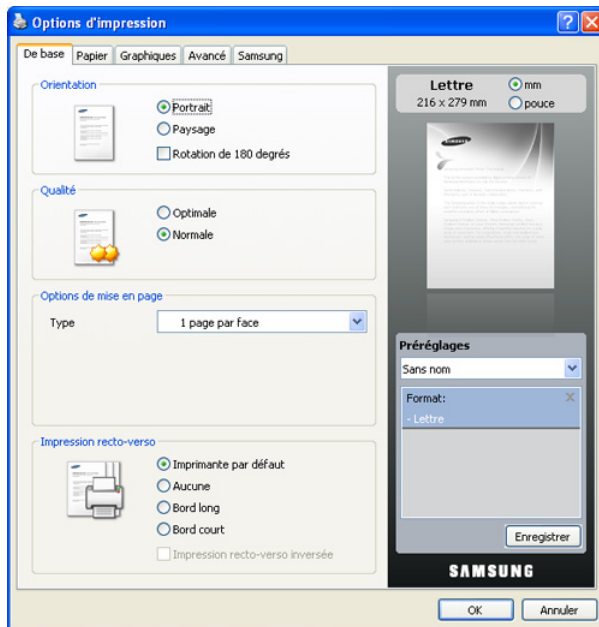 Options d'impression
De base
Papier
Graphiques
Avancé
Samsung
Orientation
Portrait
Paysage
Rotation de 180 degrés
Qualité
Optimale
Normale
Options de mise en page
Type
1 page par face
Impression recto-verso
Imprimante par défaut
Aucune
Bord long
Bord court
Impression recto-verso inversée
Lettre
216 x 279 mm
mm
pouce
Préréglages
Sans nom
Format:
- Lettre
Enregistrer
SAMSUNG
OK
Annuler